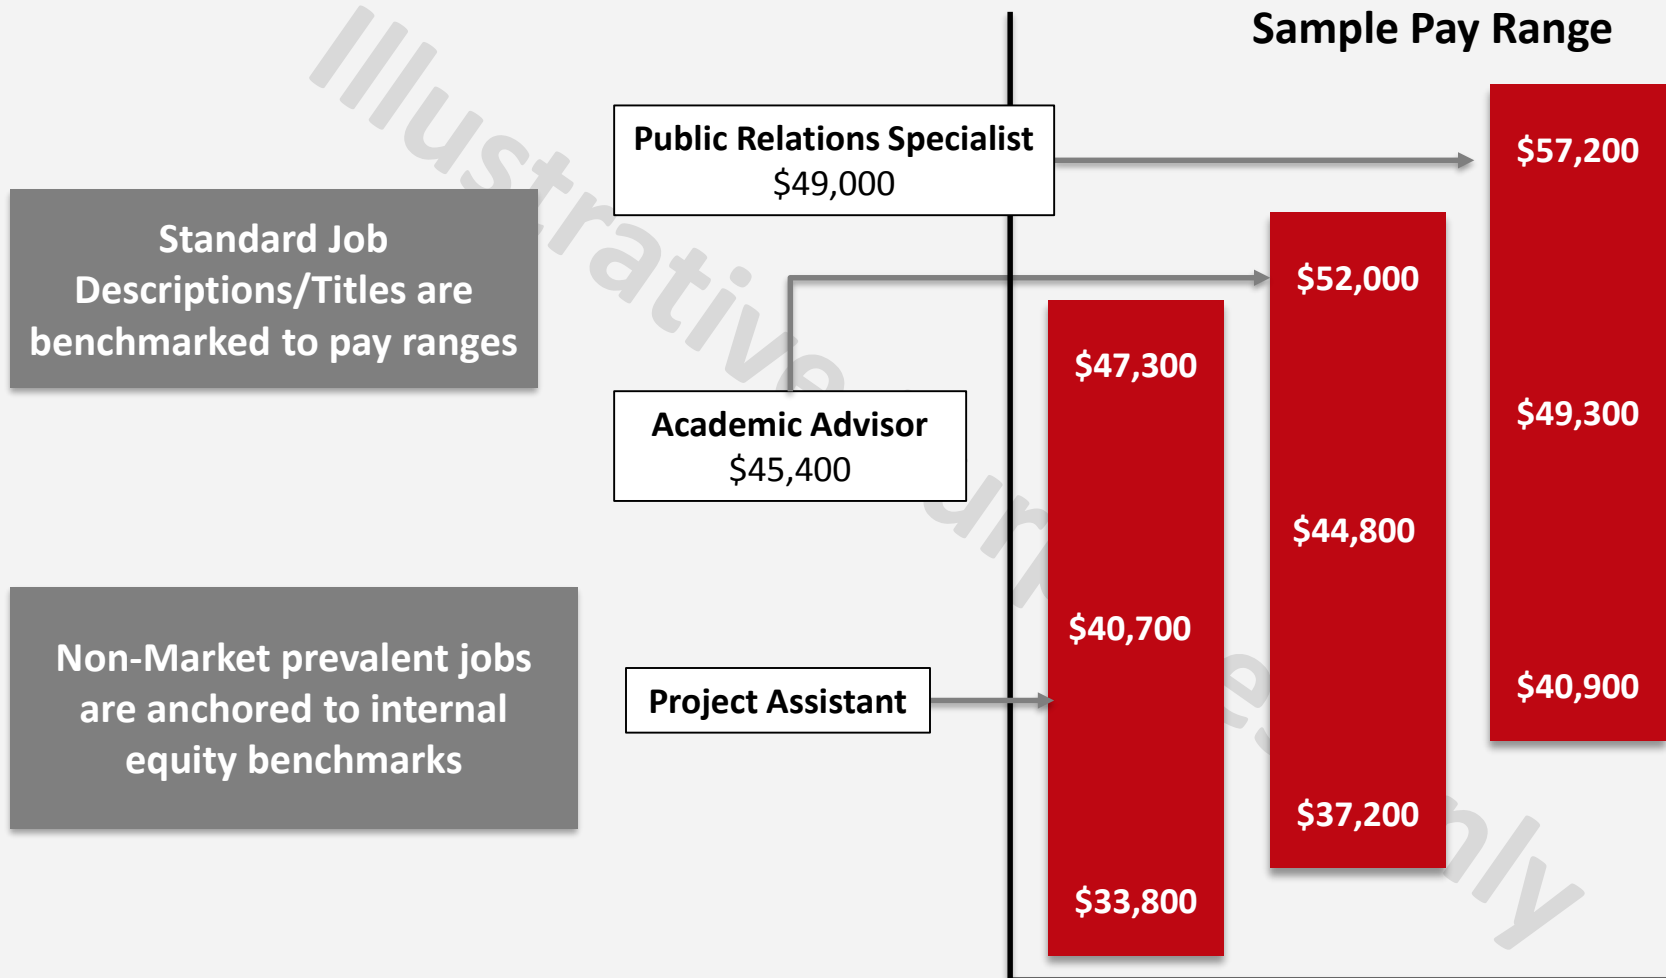 Sample Pay Range
Standard Job
Descriptions/Titles are
benchmarked to pay ranges
Public Relations Specialist
$49,000
Academic Advisor
$45,400
Non-Market prevalent jobs
are anchored to internal
equity benchmarks
Project Assistant
$47,300
$40,700
$33,800
$52,000
$44,800
$37,200
$57,200
$49,300
$40,900
Illustrative